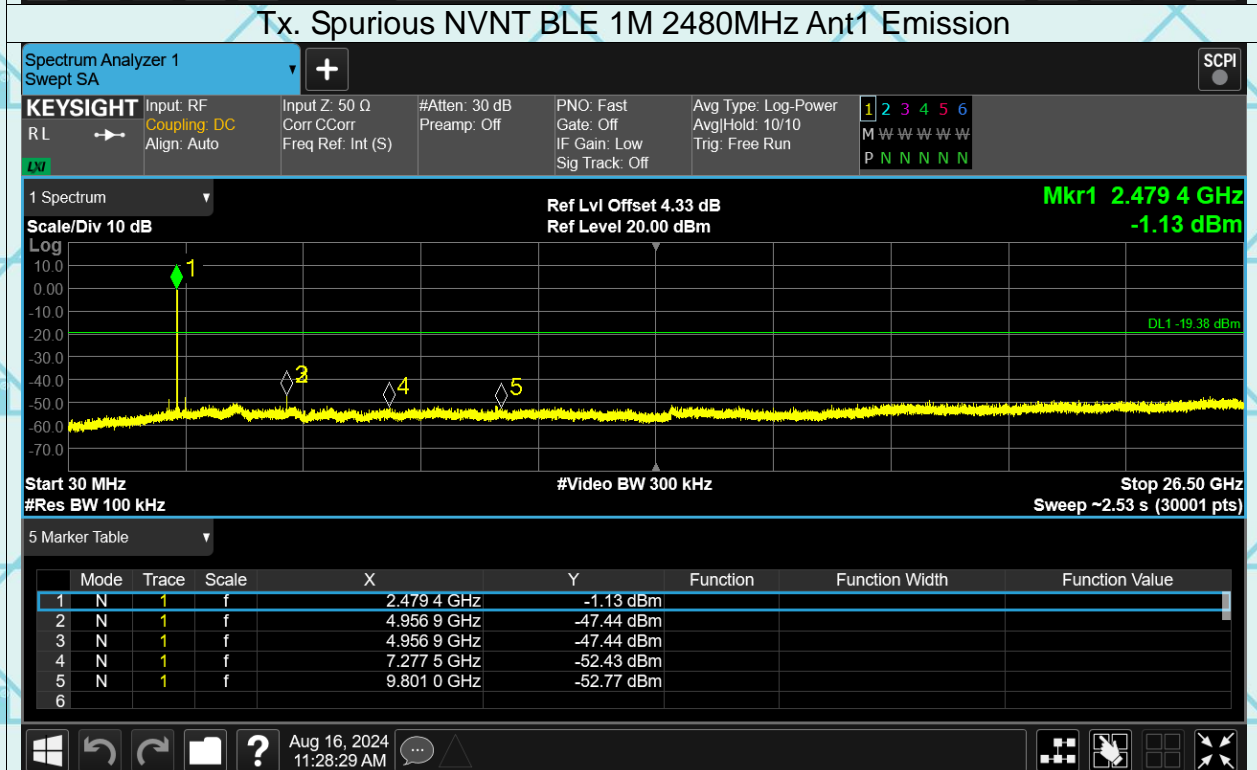 Tx. Spurious NVNT BLE 1M 2480MHz Ant1 Emission
Spectrum Analyzer 1
Swept SA
▼
+
SCPI
KEYSIGHT
RL
LXI
Input: RF
Coupling: DC
Align: Auto
Input Z: 50 Ω
Corr CCorr
Freq Ref: Int (S)
#Atten: 30 dB
Preamp: Off
PNO: Fast
Gate: Off
IF Gain: Low
Sig Track: Off
Avg Type: Log-Power
Avg|Hold: 10/10
Trig: Free Run
1 2 3 4 5 6
M W W W W W
P N N N N N
1 Spectrum ▼
Scale/Div 10 dB
Ref Lvl Offset 4.33 dB
Ref Level 20.00 dBm
Mkr1 2.479 4 GHz
-1.13 dBm
Log
10.0
0.00
-10.0
-20.0
-30.0
-40.0
-50.0
-60.0
-70.0
1
DL1 -19.38 dBm
3
4
5
Start 30 MHz #Video BW 300 kHz Stop 26.50 GHz
#Res BW 100 kHz Sweep ~2.53 s (30001 pts)
5 Marker Table ▼
Mode Trace Scale X Y Function Function Width Function Value
1 N 1 f 2.479 4 GHz -1.13 dBm
2 N 1 f 4.956 9 GHz -47.44 dBm
3 N 1 f 4.956 9 GHz -47.44 dBm
4 N 1 f 7.277 5 GHz -52.43 dBm
5 N 1 f 9.801 0 GHz -52.77 dBm
6
?
Aug 16, 2024
11:28:29 AM